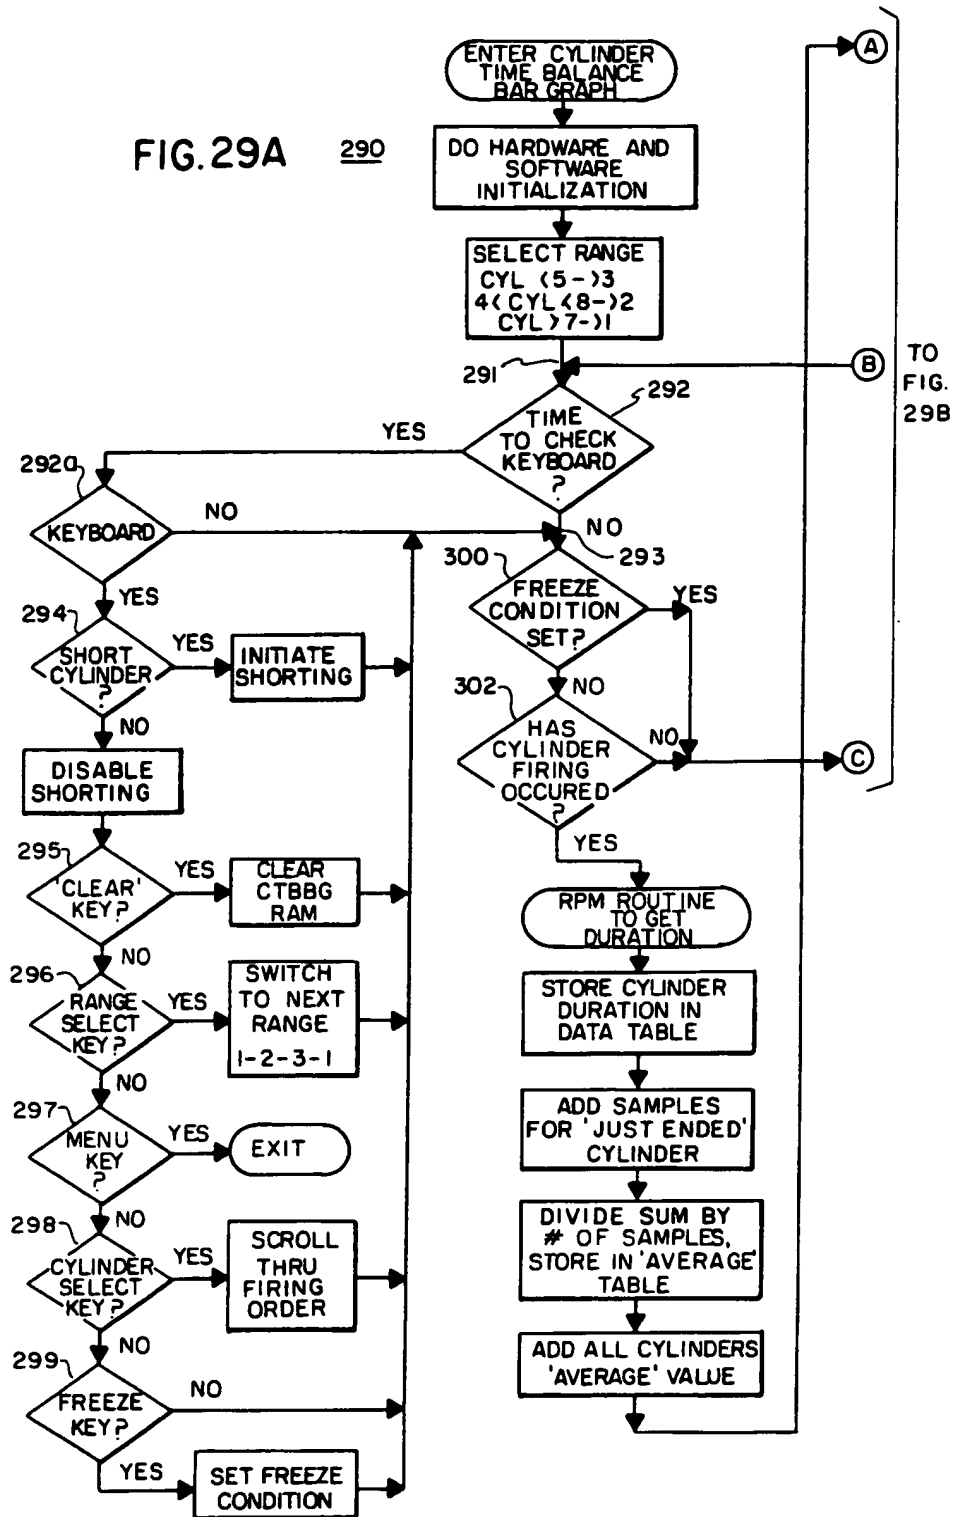 FIG. 29A
290
ENTER CYLINDER
TIME BALANCE
BAR GRAPH
DO HARDWARE AND
SOFTWARE
INITIALIZATION
SELECT RANGE
CYL <5->3
4<CYL<8->2
CYL>7->1
291
A
B
TO
FIG.
29B
292
TIME
TO CHECK
KEYBOARD
?
YES
NO
292a
KEYBOARD
NO
YES
293
300
FREEZE
CONDITION
SET?
YES
NO
294
SHORT
CYLINDER
?
YES
INITIATE
SHORTING
NO
302
HAS
CYLINDER
FIRING
OCCURED
?
NO
C
YES
DISABLE
SHORTING
295
'CLEAR'
KEY?
YES
CLEAR
CTBBG
RAM
NO
RPM ROUTINE
TO GET
DURATION
296
RANGE
SELECT
KEY?
YES
SWITCH
TO NEXT
RANGE
1-2-3-1
NO
STORE CYLINDER
DURATION IN
DATA TABLE
297
MENU
KEY
?
YES
EXIT
NO
ADD SAMPLES
FOR 'JUST ENDED'
CYLINDER
298
CYLINDER
SELECT
KEY?
YES
SCROLL
THRU
FIRING
ORDER
NO
DIVIDE SUM BY
# OF SAMPLES,
STORE IN 'AVERAGE'
TABLE
299
FREEZE
KEY?
NO
YES
SET FREEZE
CONDITION
ADD ALL CYLINDERS
'AVERAGE' VALUE